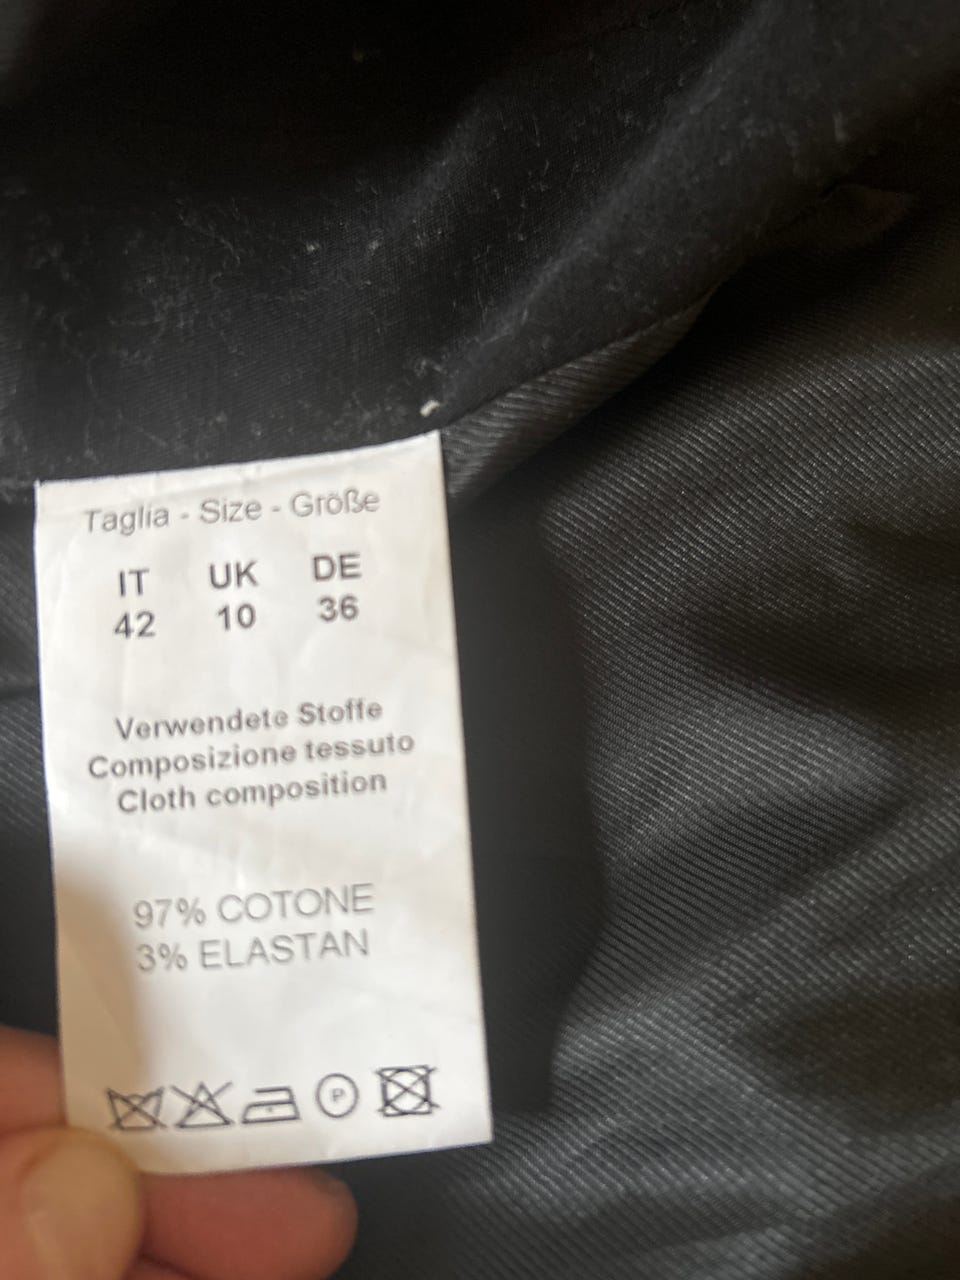 Taglia - Size - Größe
IT UK DE
42 10 36
Verwendete Stoffe
Composizione tessuto
Cloth composition
97% COTONE
3% ELASTAN
P